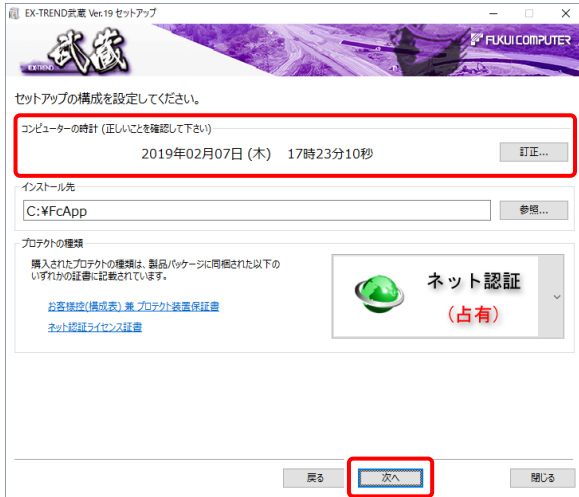 EX-TREND武蔵 Ver.19 セットアップ
EX-TREND 武蔵
FUKUI COMPUTER
セットアップの構成を設定してください。
コンピューターの時計 (正しいことを確認して下さい)
2019年02月07日 (木) 17時23分10秒
訂正...
インストール先
C:¥FcApp
参照...
プロテクトの種類
購入されたプロテクトの種類は、製品パッケージに同梱された以下の
いずれかの証書に記載されています。
お客様控(構成表) 兼 プロテクト装置保証書
ネット認証ライセンス証書
ネット認証
(占有)
戻る
次へ
閉じる